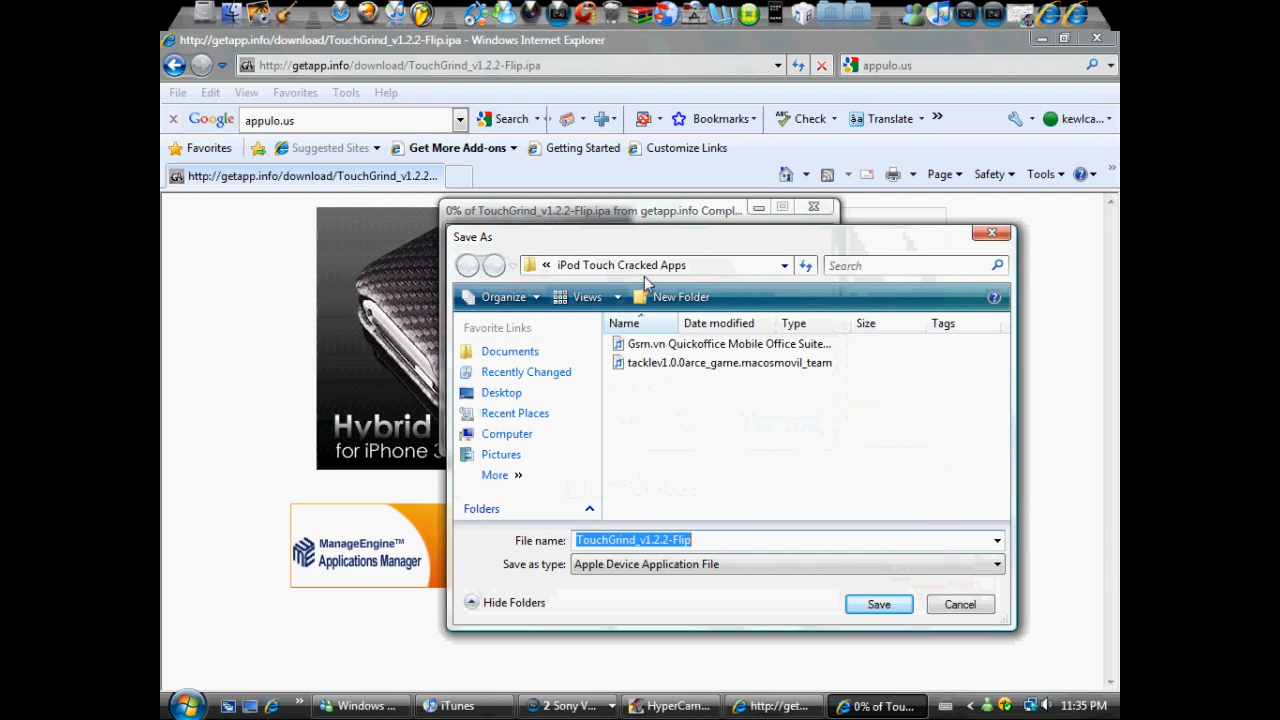 http://getapp.info/download/TouchGrind_v1.2.2-Flip.ipa - Windows Internet Explorer
http://getapp.info/download/TouchGrind_v1.2.2-Flip.ipa
appulo.us
File Edit View Favorites Tools Help
Google appulo.us Search Bookmarks Check Translate kewlca...
Favorites Suggested Sites Get More Add-ons Getting Started Customize Links
http://getapp.info/download/TouchGrind_v1.2.2... Page Safety Tools
0% of TouchGrind_v1.2.2-Flip.ipa from getapp.info Compl...
Save As
« iPod Touch Cracked Apps Search
Organize Views New Folder
Favorite Links
Documents
Recently Changed
Desktop
Recent Places
Computer
Pictures
More »
Folders
Name Date modified Type Size Tags
Gsm.vn Quickoffice Mobile Office Suite...
tacklev1.0.0arce_game.macosmovil_team
File name: TouchGrind_v1.2.2-Flip
Save as type: Apple Device Application File
Hide Folders Save Cancel
Hybrid
for iPhone 3
ManageEngine™
Applications Manager
Windows ... iTunes 2 Sony V... HyperCam... http://get... 0% of Tou... 11:35 PM